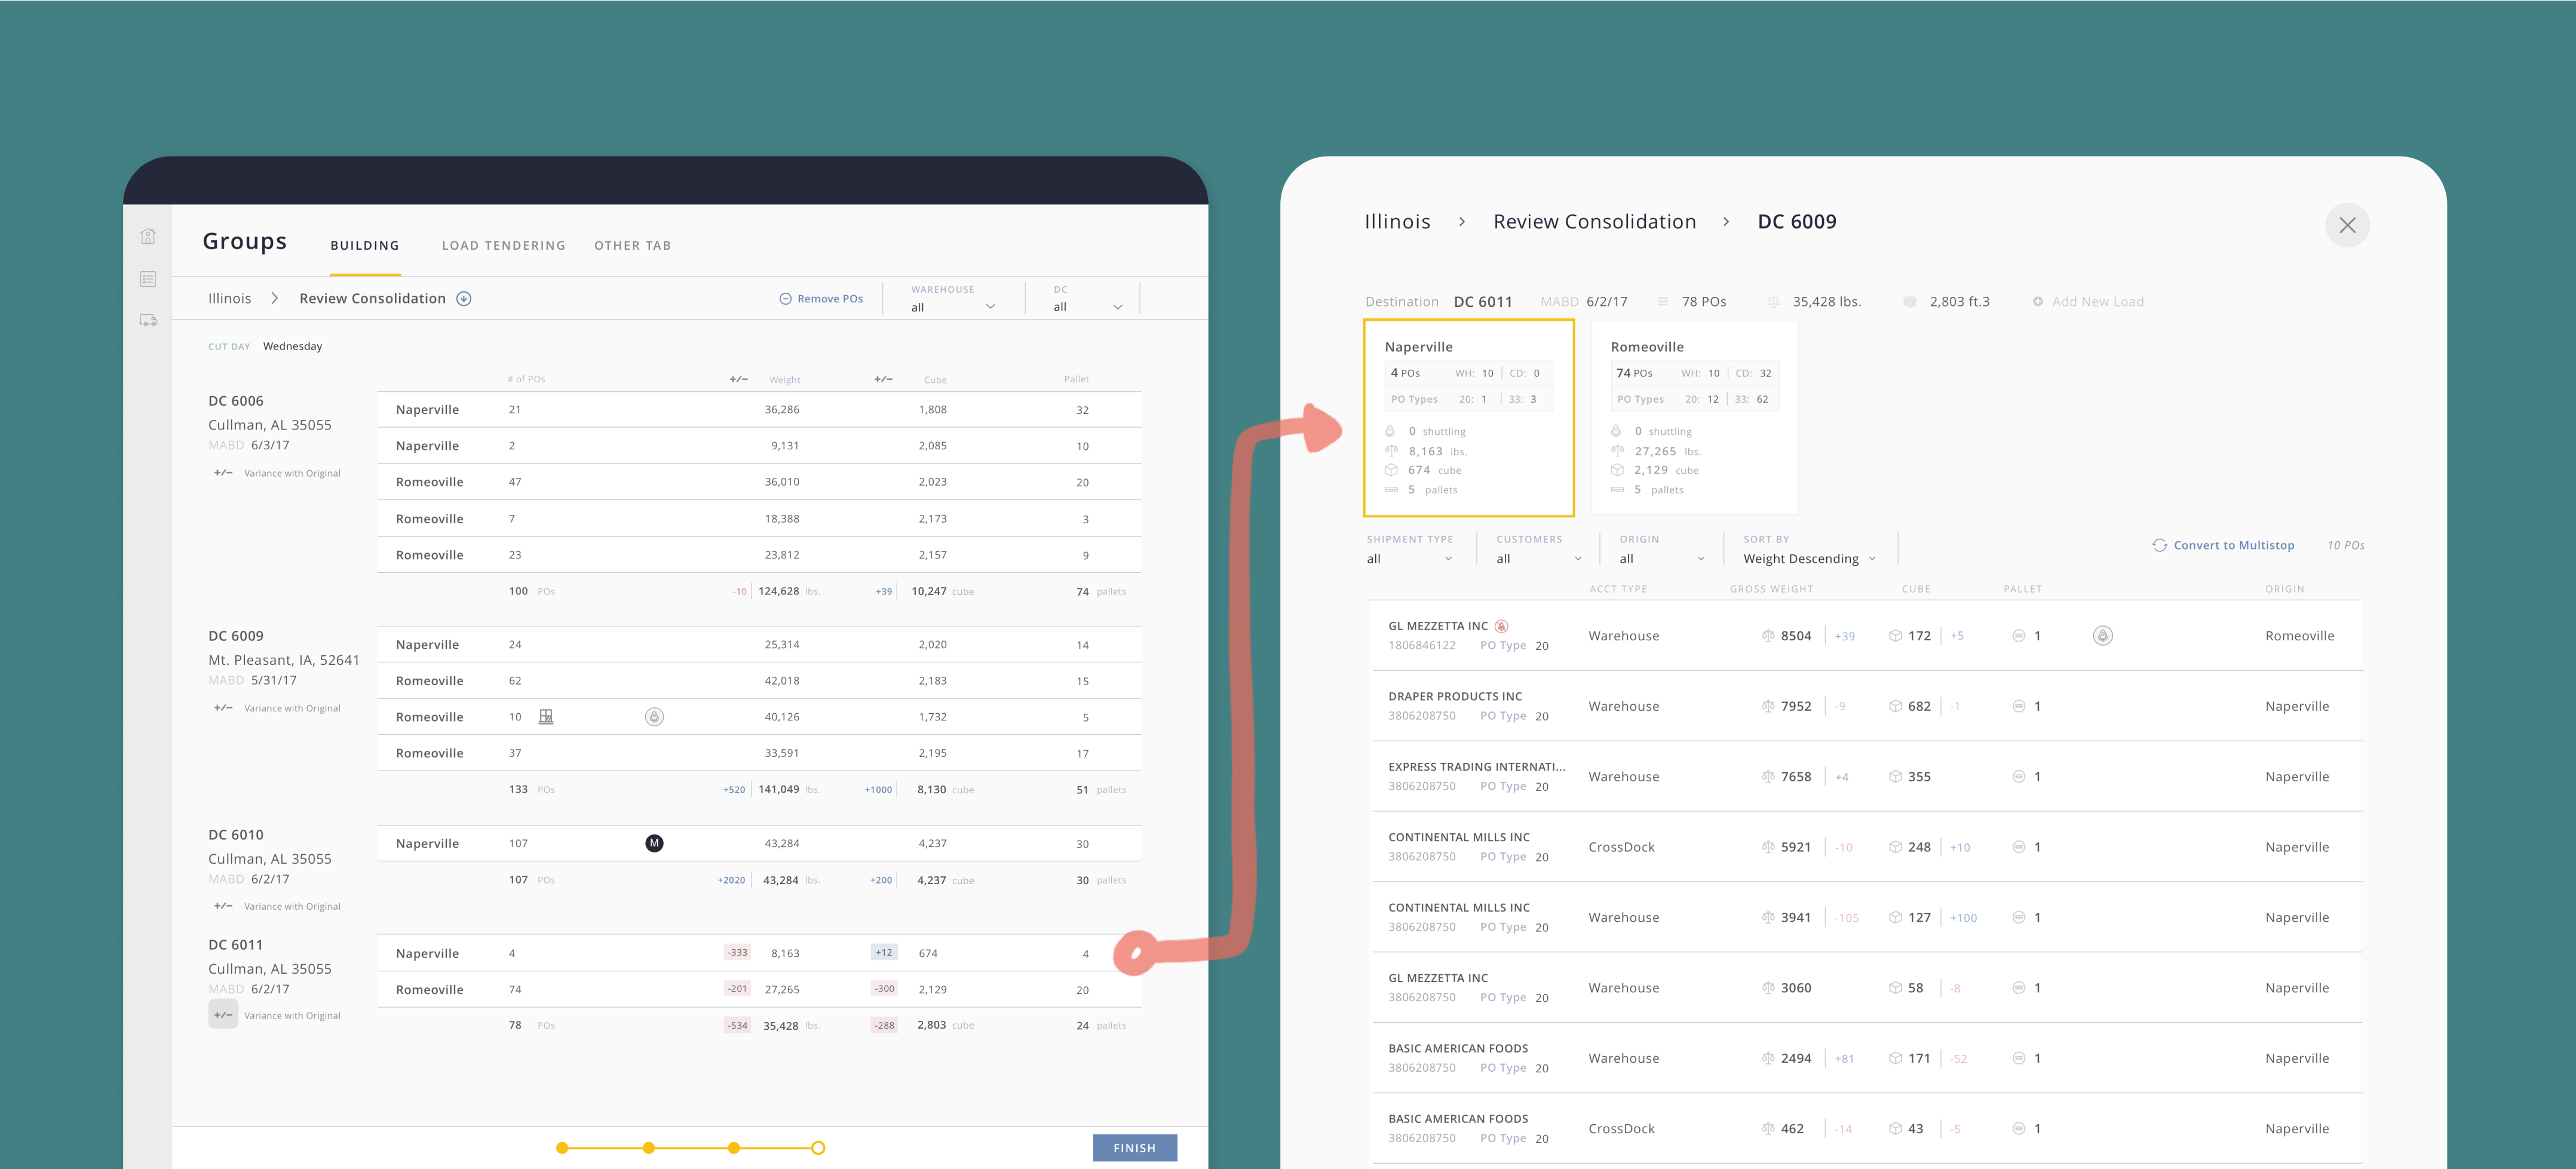 Groups BUILDING LOAD TENDERING OTHER TAB
Illinois > Review Consolidation Remove POs WAREHOUSE all DC all
CUT DAY Wednesday
# of POs +/− Weight +/− Cube Pallet
DC 6006
Cullman, AL 35055
MABD 6/3/17
+/− Variance with Original
Naperville 21 36,286 1,808 32
Naperville 2 9,131 2,085 10
Romeoville 47 36,010 2,023 20
Romeoville 7 18,388 2,173 3
Romeoville 23 23,812 2,157 9
100 POs -10 124,628 lbs. +39 10,247 cube 74 pallets
DC 6009
Mt. Pleasant, IA, 52641
MABD 5/31/17
+/− Variance with Original
Naperville 24 25,314 2,020 14
Romeoville 62 42,018 2,183 15
Romeoville 10 40,126 1,732 5
Romeoville 37 33,591 2,195 17
133 POs +520 141,049 lbs. +1000 8,130 cube 51 pallets
DC 6010
Cullman, AL 35055
MABD 6/2/17
+/− Variance with Original
Naperville 107 M 43,284 4,237 30
107 POs +2020 43,284 lbs. +200 4,237 cube 30 pallets
DC 6011
Cullman, AL 35055
MABD 6/2/17
+/− Variance with Original
Naperville 4 -333 8,163 +12 674 4
Romeoville 74 -201 27,265 -300 2,129 20
78 POs -534 35,428 lbs. -288 2,803 cube 24 pallets
FINISH
Illinois > Review Consolidation > DC 6009
Destination DC 6011 MABD 6/2/17 78 POs 35,428 lbs. 2,803 ft.3 Add New Load
Naperville
4 POs WH: 10 CD: 0
PO Types 20: 1 33: 3
0 shuttling
8,163 lbs.
674 cube
5 pallets
Romeoville
74 POs WH: 10 CD: 32
PO Types 20: 12 33: 62
0 shuttling
27,265 lbs.
2,129 cube
5 pallets
SHIPMENT TYPE CUSTOMERS ORIGIN SORT BY
all all all Weight Descending Convert to Multistop 10 POs
ACCT TYPE GROSS WEIGHT CUBE PALLET ORIGIN
GL MEZZETTA INC
1806846122 PO Type 20 Warehouse 8504 +39 172 +5 1 Romeoville
DRAPER PRODUCTS INC
3806208750 PO Type 20 Warehouse 7952 -9 682 -1 1 Naperville
EXPRESS TRADING INTERNATI...
3806208750 PO Type 20 Warehouse 7658 +4 355 1 Naperville
CONTINENTAL MILLS INC
3806208750 PO Type 20 CrossDock 5921 -10 248 +10 1 Naperville
CONTINENTAL MILLS INC
3806208750 PO Type 20 Warehouse 3941 -105 127 +100 1 Naperville
GL MEZZETTA INC
3806208750 PO Type 20 Warehouse 3060 58 -8 1 Naperville
BASIC AMERICAN FOODS
3806208750 PO Type 20 Warehouse 2494 +81 171 -52 1 Naperville
BASIC AMERICAN FOODS
3806208750 PO Type 20 CrossDock 462 -14 43 -5 1 Naperville